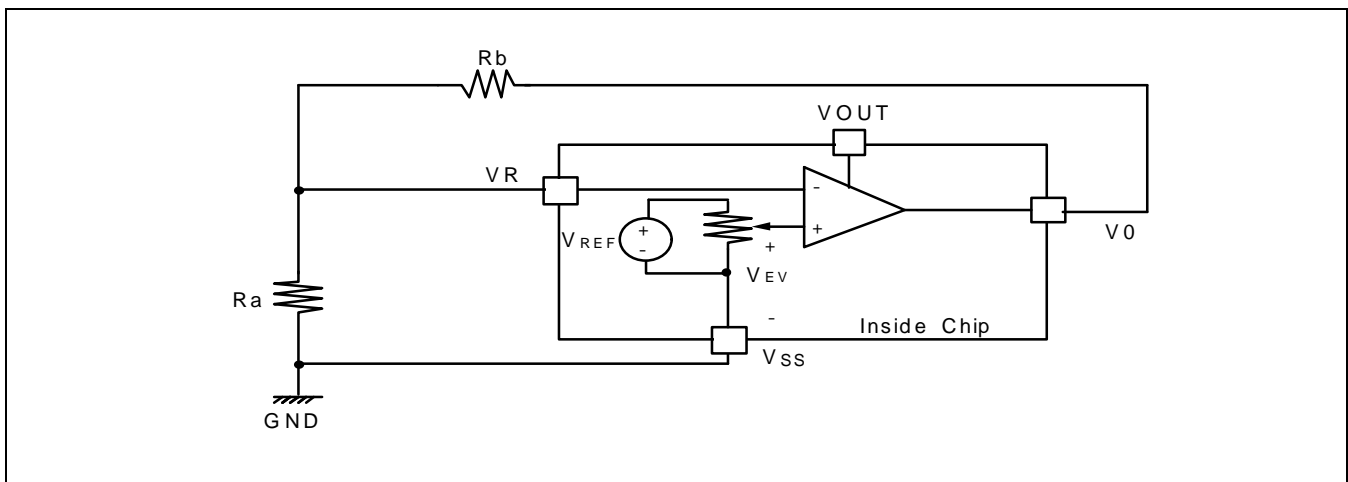 Rb
VOUT
VR
-
+
VREF
+
-
+
V0
VEV
Ra
-
Inside Chip
VSS
GND